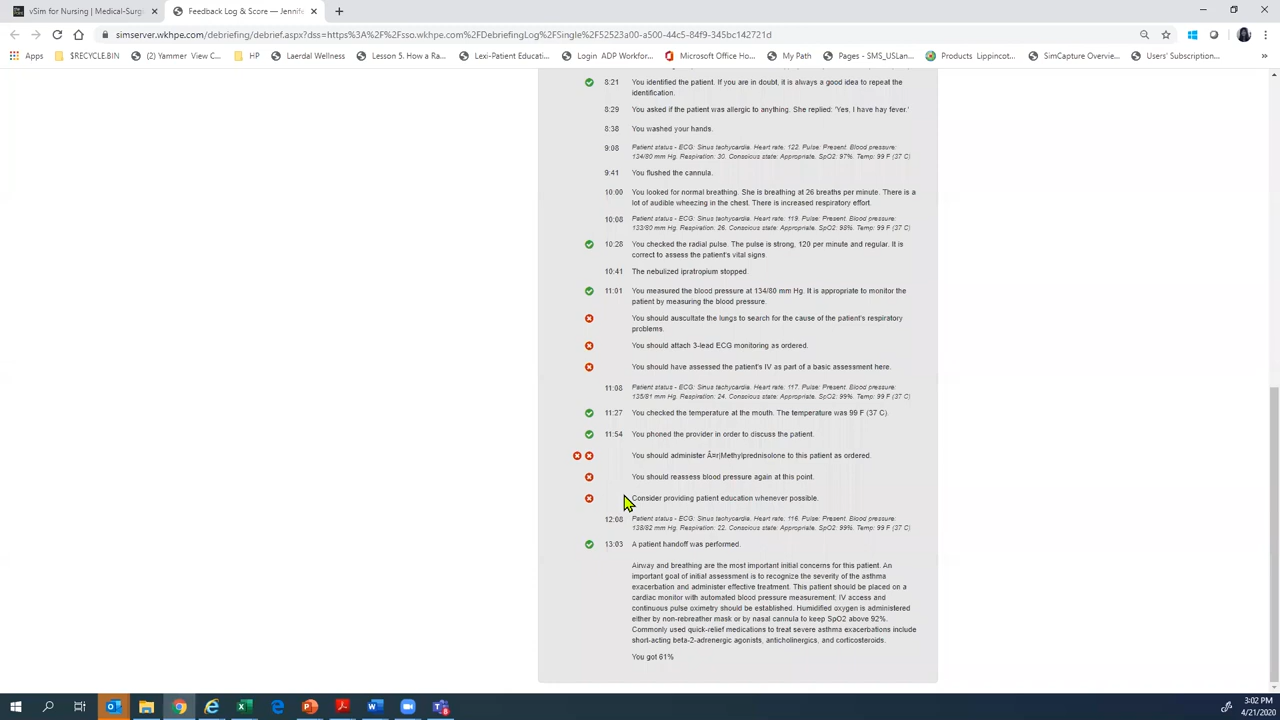 vSim for Nursing | Medical-Surg
Feedback Log & Score — Jennife
simserver.wkhpe.com/debriefing/debrief.aspx?dss=https%3A%2F%2Fsso.wkhpe.com%2FDebriefingLog%2FSingle%2F52523a00-a500-44c5-84f9-345bc142721d
Apps $RECYCLE.BIN (2) Yammer View C... HP Laerdal Wellness Lesson 5. How a Ra... Lexi-Patient Educati... Login ADP Workfor... Microsoft Office Ho... My Path Pages - SMS_USLan... Products Lippincot... SimCapture Overvie... Users' Subscription...
8:21 You identified the patient. If you are in doubt, it is always a good idea to repeat the
identification.
8:29 You asked if the patient was allergic to anything. She replied: 'Yes, I have hay fever.'
8:38 You washed your hands.
9:08 Patient status - ECG: Sinus tachycardia. Heart rate: 122. Pulse: Present. Blood pressure:
134/80 mm Hg. Respiration: 30. Conscious state: Appropriate. SpO2: 97%. Temp: 99 F (37 C)
9:41 You flushed the cannula.
10:00 You looked for normal breathing. She is breathing at 26 breaths per minute. There is a
lot of audible wheezing in the chest. There is increased respiratory effort.
10:08 Patient status - ECG: Sinus tachycardia. Heart rate: 119. Pulse: Present. Blood pressure:
133/80 mm Hg. Respiration: 26. Conscious state: Appropriate. SpO2: 98%. Temp: 99 F (37 C)
10:28 You checked the radial pulse. The pulse is strong, 120 per minute and regular. It is
correct to assess the patient's vital signs.
10:41 The nebulized ipratropium stopped.
11:01 You measured the blood pressure at 134/80 mm Hg. It is appropriate to monitor the
patient by measuring the blood pressure.
You should auscultate the lungs to search for the cause of the patient's respiratory
problems.
You should attach 3-lead ECG monitoring as ordered.
You should have assessed the patient's IV as part of a basic assessment here.
11:08 Patient status - ECG: Sinus tachycardia. Heart rate: 117. Pulse: Present. Blood pressure:
135/81 mm Hg. Respiration: 24. Conscious state: Appropriate. SpO2: 99%. Temp: 99 F (37 C)
11:27 You checked the temperature at the mouth. The temperature was 99 F (37 C).
11:54 You phoned the provider in order to discuss the patient.
You should administer Ã¤r|Methylprednisolone to this patient as ordered.
You should reassess blood pressure again at this point.
Consider providing patient education whenever possible.
12:08 Patient status - ECG: Sinus tachycardia. Heart rate: 116. Pulse: Present. Blood pressure:
138/82 mm Hg. Respiration: 22. Conscious state: Appropriate. SpO2: 99%. Temp: 99 F (37 C)
13:03 A patient handoff was performed.
Airway and breathing are the most important initial concerns for this patient. An
important goal of initial assessment is to recognize the severity of the asthma
exacerbation and administer effective treatment. This patient should be placed on a
cardiac monitor with automated blood pressure measurement; IV access and
continuous pulse oximetry should be established. Humidified oxygen is administered
either by non-rebreather mask or by nasal cannula to keep SpO2 above 92%.
Commonly used quick-relief medications to treat severe asthma exacerbations include
short-acting beta-2-adrenergic agonists, anticholinergics, and corticosteroids.
You got 61%
3:02 PM
4/21/2020